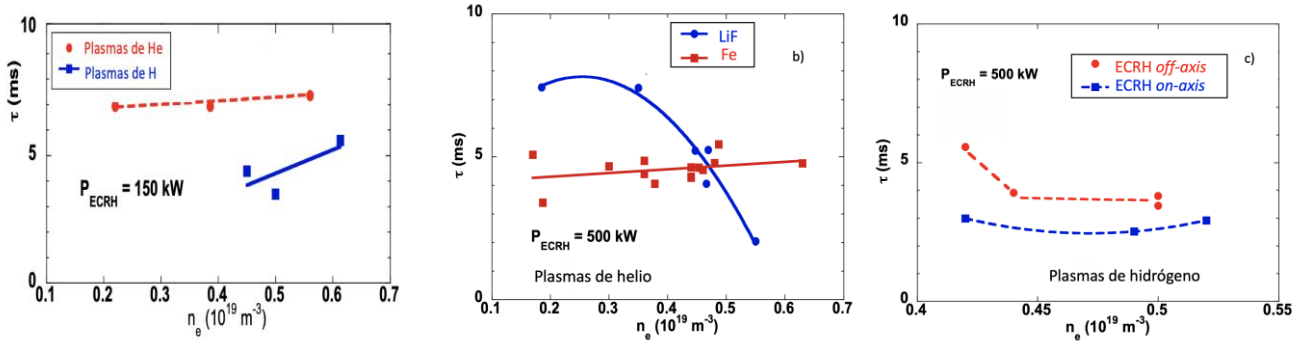 10
5
0
τ (ms)
Plasmas de He
Plasmas de H
P_ECRH = 150 kW
0.1 0.2 0.3 0.4 0.5 0.6 0.7
n_e (10^19 m^-3)
10
5
0
τ (ms)
LiF
Fe
b)
P_ECRH = 500 kW
Plasmas de helio
0.1 0.2 0.3 0.4 0.5 0.6 0.7
n_e (10^19 m^-3)
10
5
0
τ (ms)
P_ECRH = 500 kW
ECRH off-axis
ECRH on-axis
c)
Plasmas de hidrógeno
0.4 0.45 0.5 0.55
n_e (10^19 m^-3)